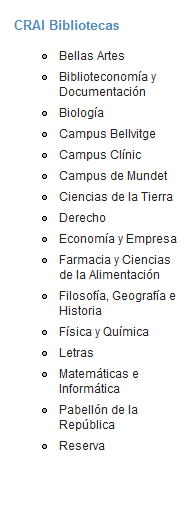 CRAI Bibliotecas
Bellas Artes
Biblioteconomía y
Documentación
Biología
Campus Bellvitge
Campus Clínic
Campus de Mundet
Ciencias de la Tierra
Derecho
Economía y Empresa
Farmacia y Ciencias
de la Alimentación
Filosofía, Geografía e
Historia
Física y Química
Letras
Matemáticas e
Informática
Pabellón de la
República
Reserva